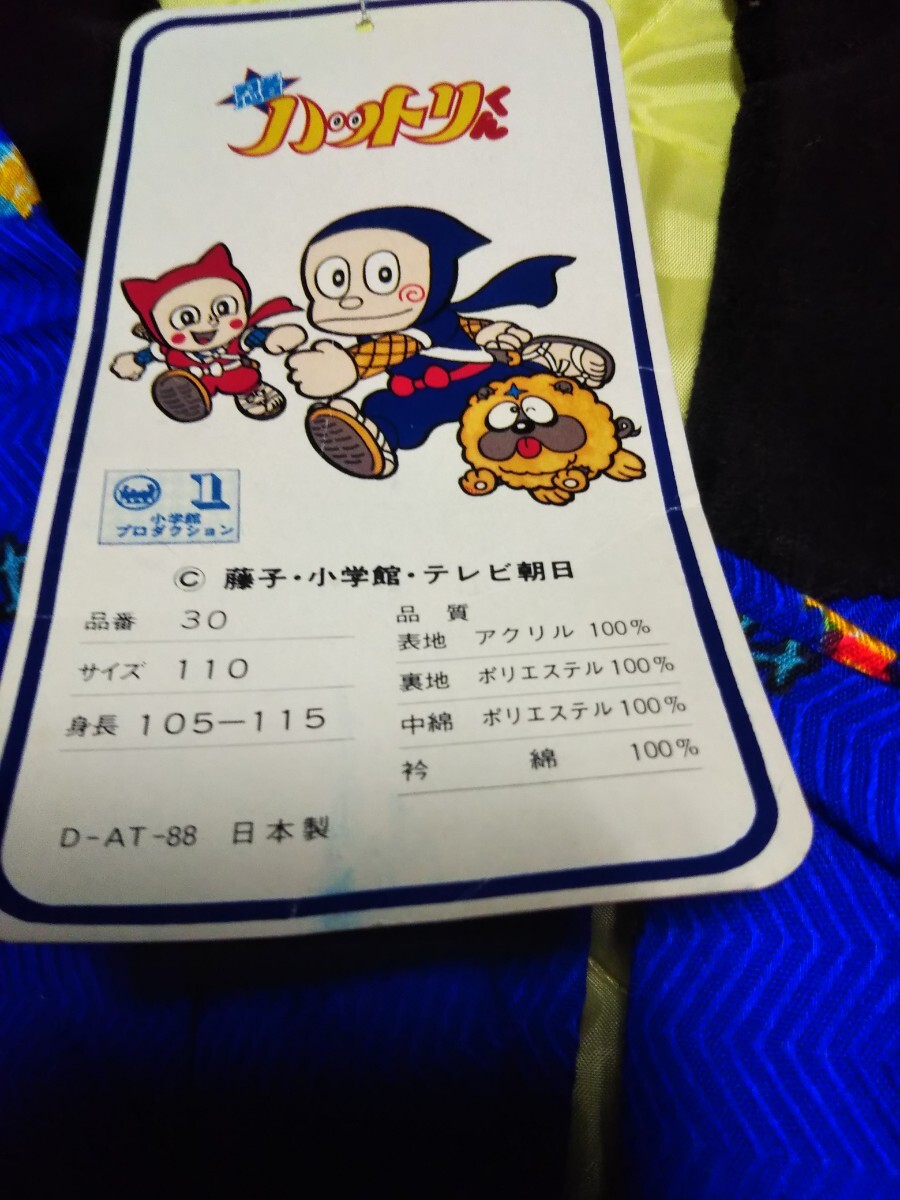 忍者
ハットリくん
小学館
プロダクション
© 藤子・小学館・テレビ朝日
品番 30
サイズ 110
身長 105-115
品質
表地 アクリル 100%
裏地 ポリエステル 100%
中綿 ポリエステル 100%
衿 綿 100%
D-AT-88 日本製